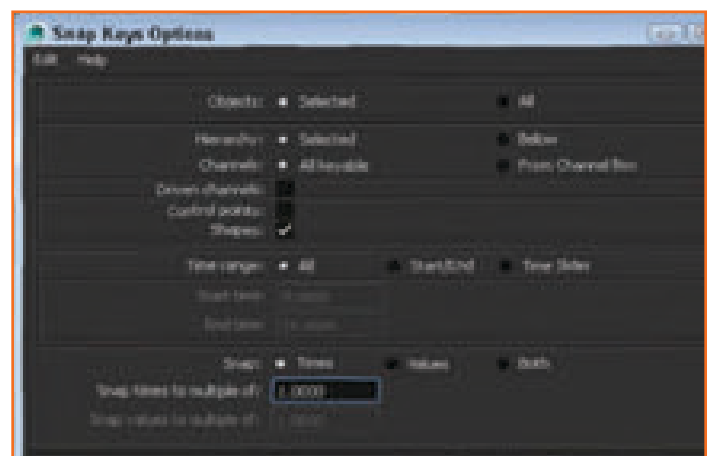 Snap Keys Options
Edit Help
Objects: Selected All
Hierarchy: Selected Below
Channels: All keyable From Channel Box
Driven channels:
Control points:
Shapes:
Time range: All Start/End Time Slider
Start time:
End time:
Snap: Times Values Both
Snap times to multiple of: 1.0000
Snap values to multiple of: 1.0000